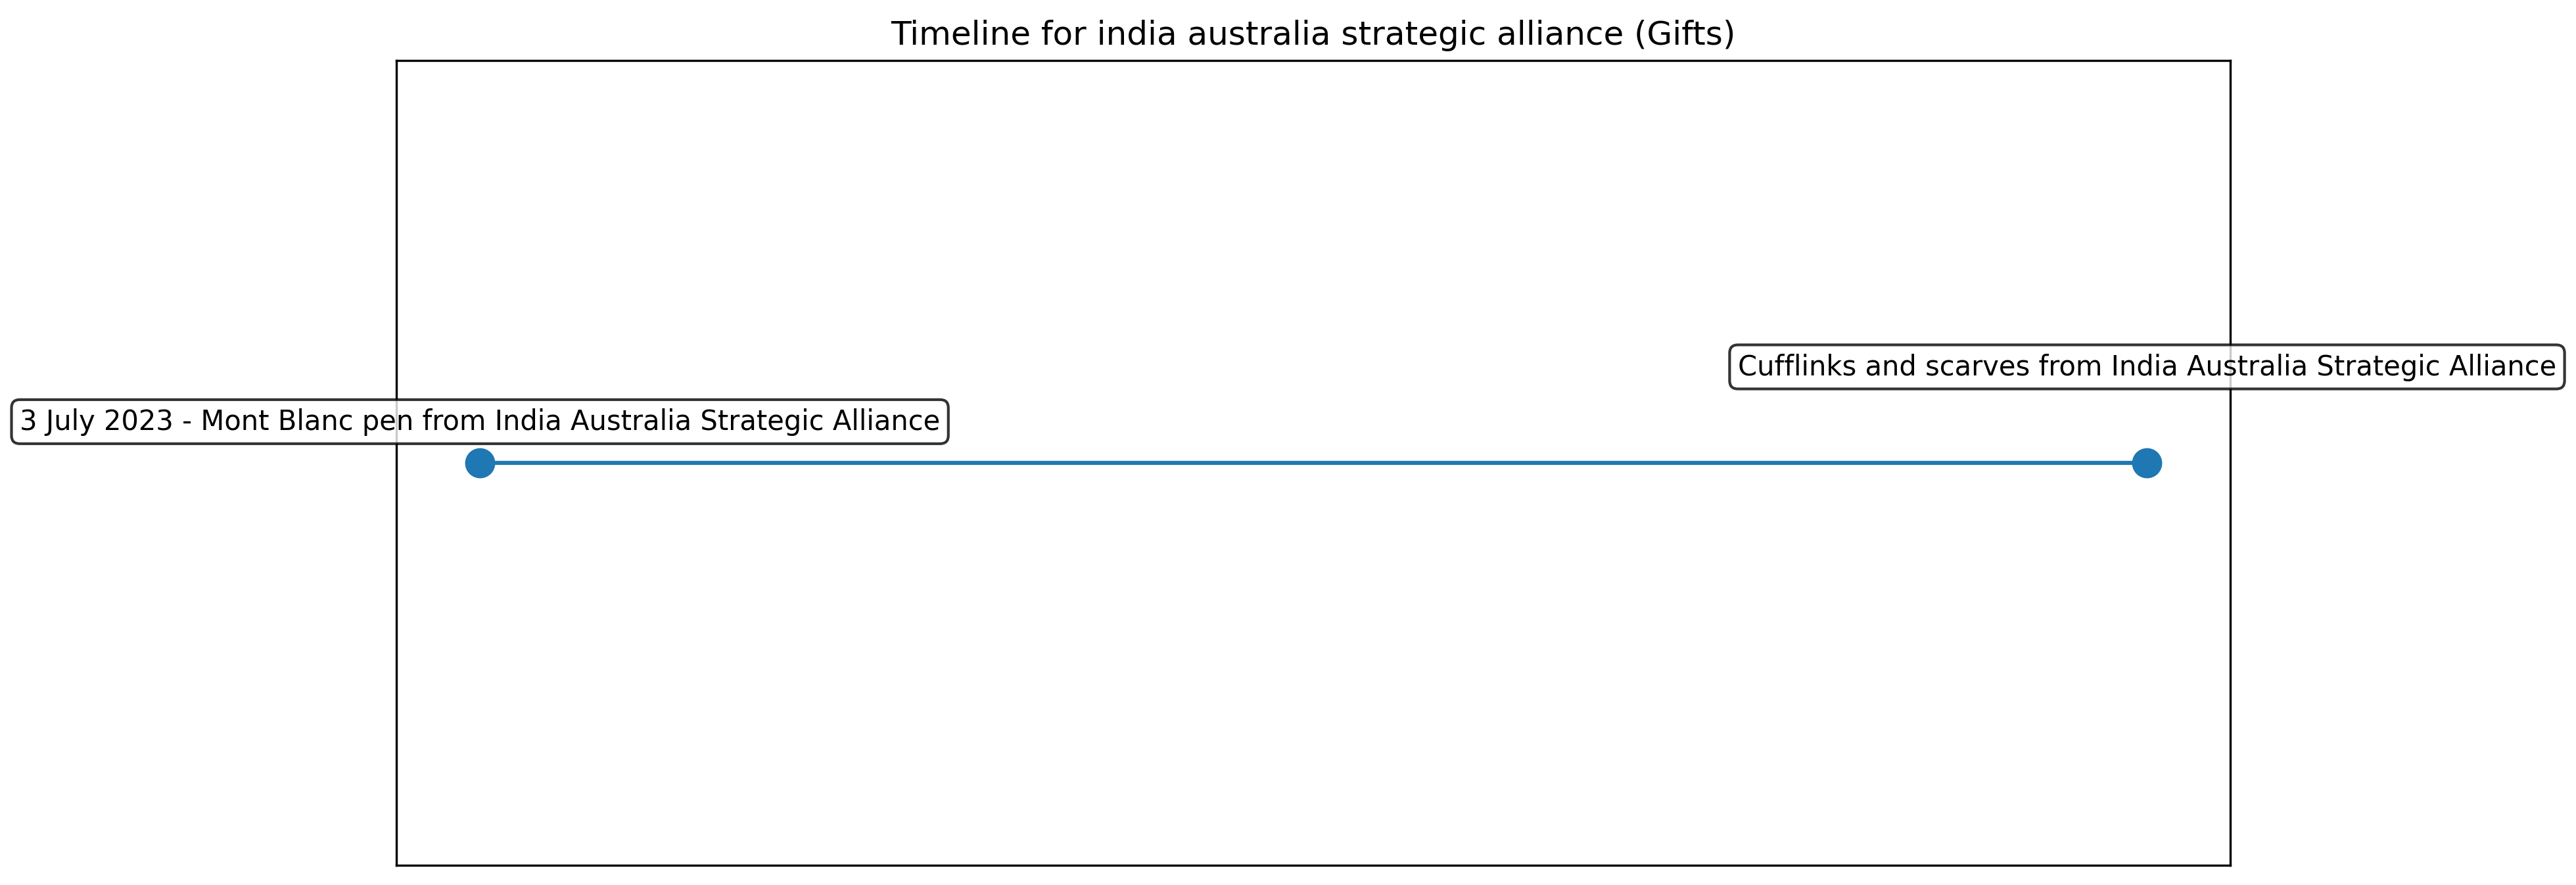 Timeline for india australia strategic alliance (Gifts)
Cufflinks and scarves from India Australia Strategic Alliance
3 July 2023 - Mont Blanc pen from India Australia Strategic Alliance